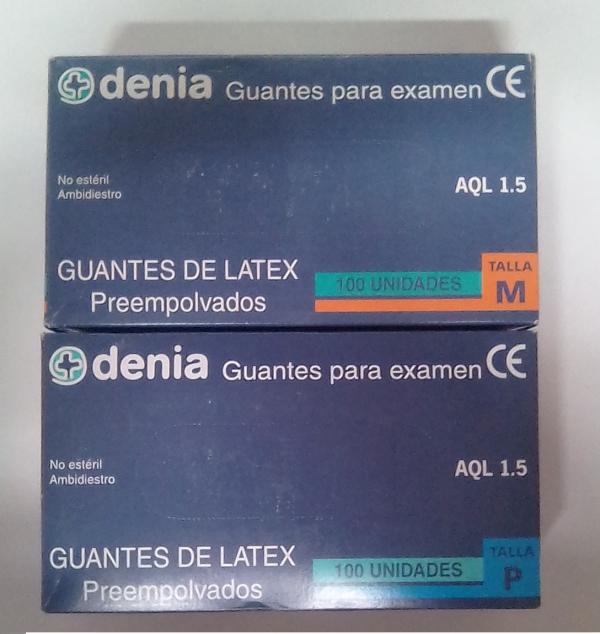 denia Guantes para examen CE
No estéril
Ambidiestro
AQL 1.5
GUANTES DE LATEX
Preempolvados
100 UNIDADES
TALLA
M
denia Guantes para examen CE
No estéril
Ambidiestro
AQL 1.5
GUANTES DE LATEX
Preempolvados
100 UNIDADES
TALLA
P